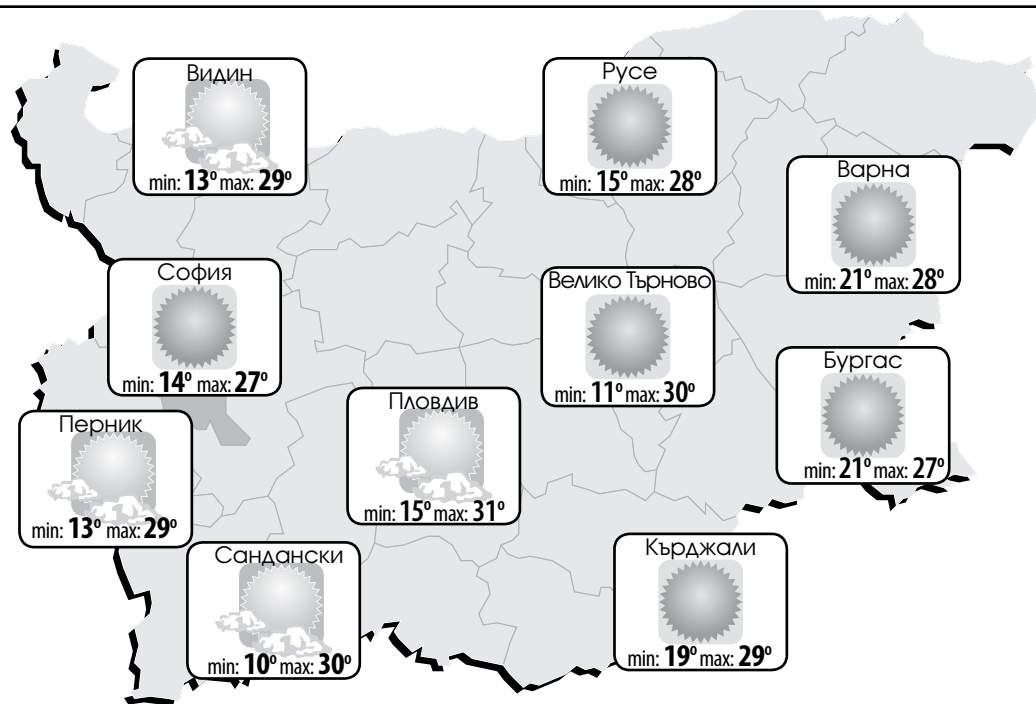 Видин
min: 13° max: 29°
Русе
min: 15° max: 28°
Варна
min: 21° max: 28°
София
min: 14° max: 27°
Велико Търново
min: 11° max: 30°
Бургас
min: 21° max: 27°
Пловдив
min: 15° max: 31°
Перник
min: 13° max: 29°
Сандански
min: 10° max: 30°
Кърджали
min: 19° max: 29°